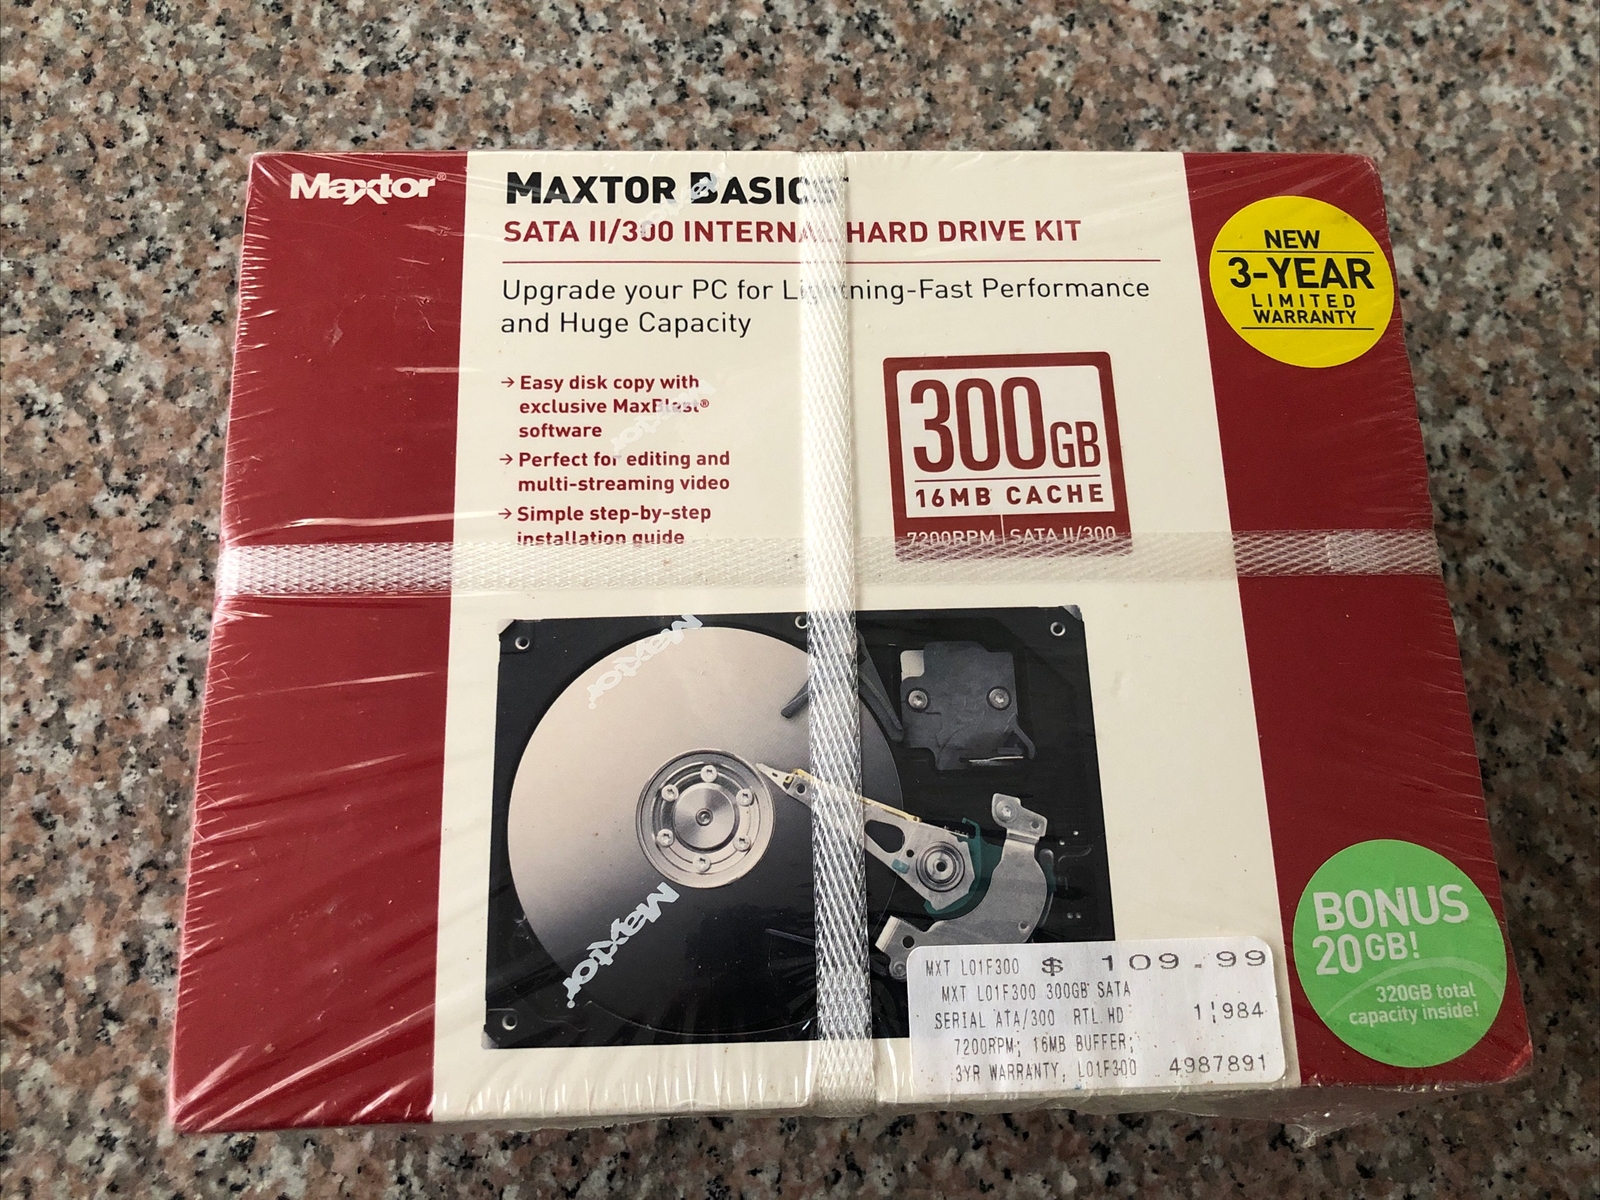 Maxtor®
MAXTOR BASICS™
SATA II/300 INTERNAL HARD DRIVE KIT
Upgrade your PC for Lightning-Fast Performance
and Huge Capacity
→ Easy disk copy with
exclusive MaxBlast®
software
→ Perfect for editing and
multi-streaming video
→ Simple step-by-step
installation guide
NEW
3-YEAR
LIMITED
WARRANTY
300GB
16MB CACHE
7200RPM | SATA II/300
Maxtor
Maxtor
BONUS
20GB!
320GB total
capacity inside!
MXT L01F300 $ 109.99
MXT L01F300 300GB SATA
SERIAL ATA/300 RTL HD 1¦984
7200RPM; 16MB BUFFER;
3YR WARRANTY, L01F300 4987891